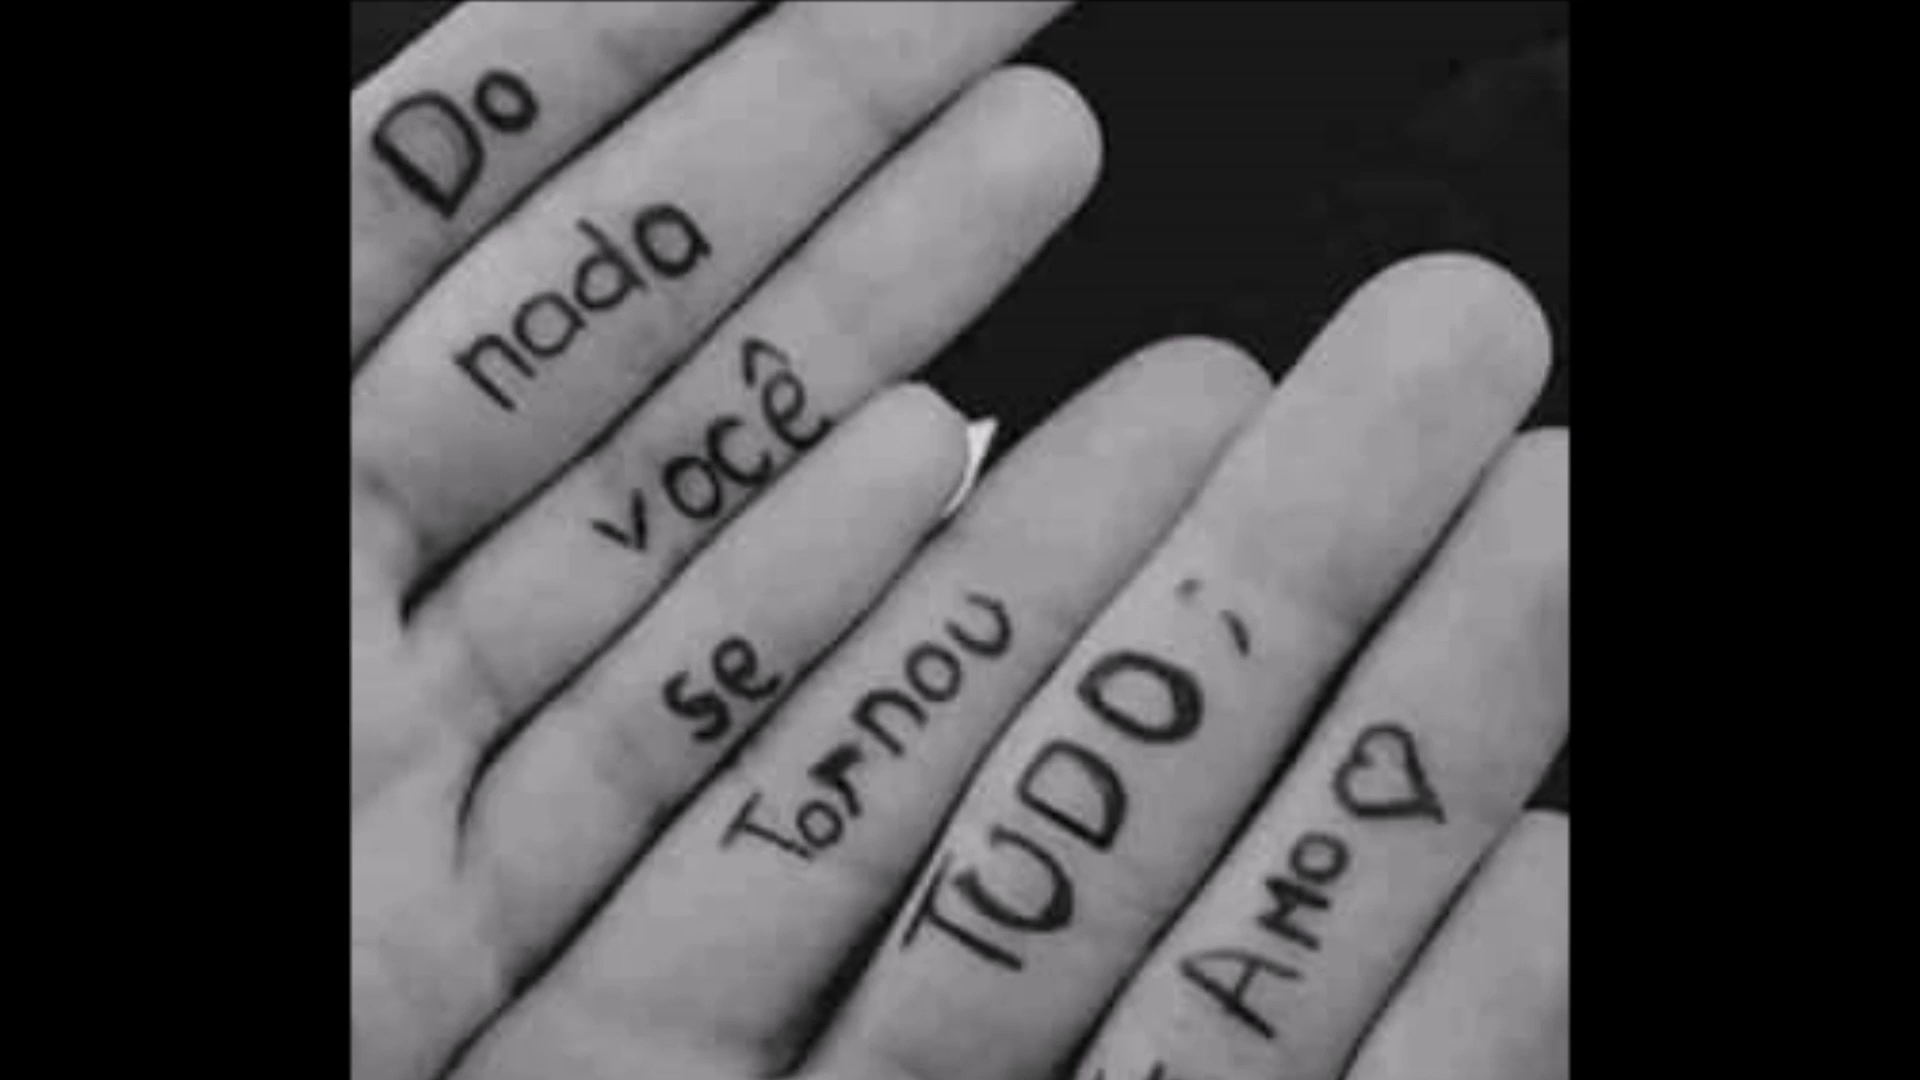 Do
nada
você
se
Tornou
TUDO,
AMO♡